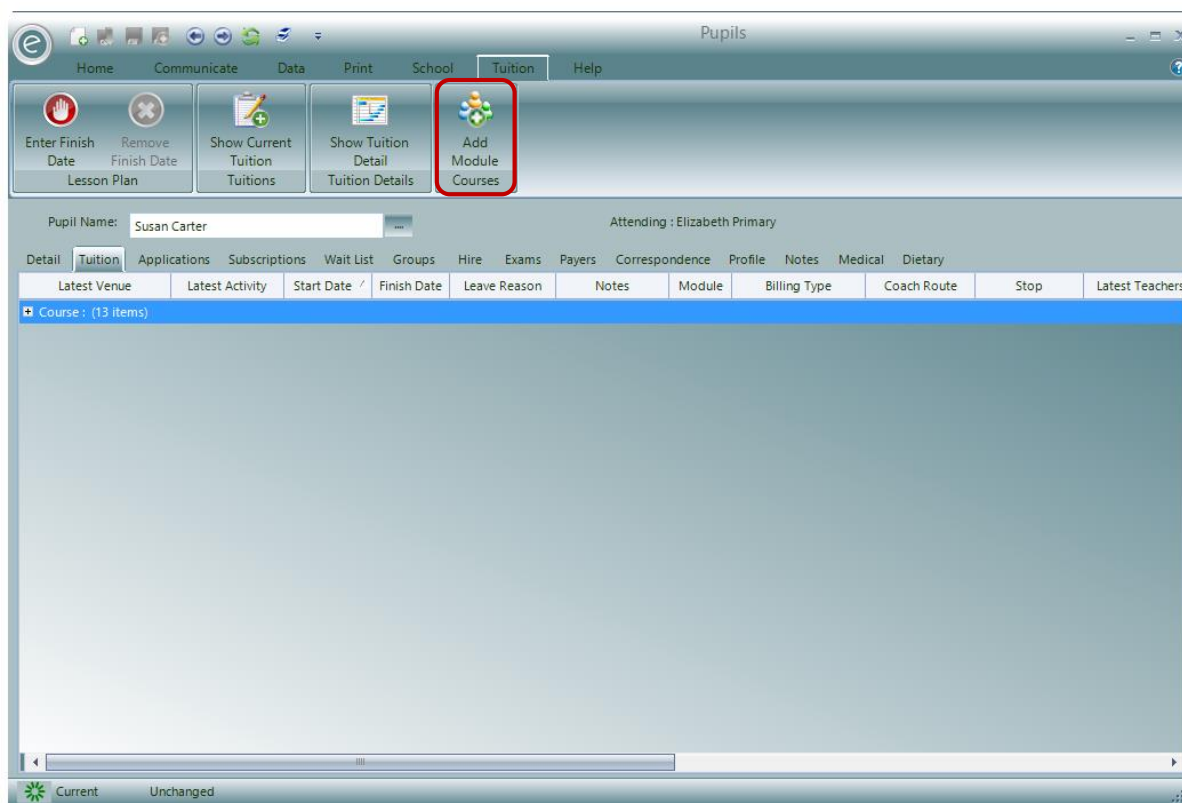 Pupils
Home Communicate Data Print School Tuition Help
Enter Finish Date
Remove Finish Date
Lesson Plan
Show Current Tuition
Tuitions
Show Tuition Detail
Tuition Details
Add Module
Courses
Pupil Name: Susan Carter ... Attending : Elizabeth Primary
Detail Tuition Applications Subscriptions Wait List Groups Hire Exams Payers Correspondence Profile Notes Medical Dietary
Latest Venue Latest Activity Start Date Finish Date Leave Reason Notes Module Billing Type Coach Route Stop Latest Teachers
Course : (13 items)
Current Unchanged